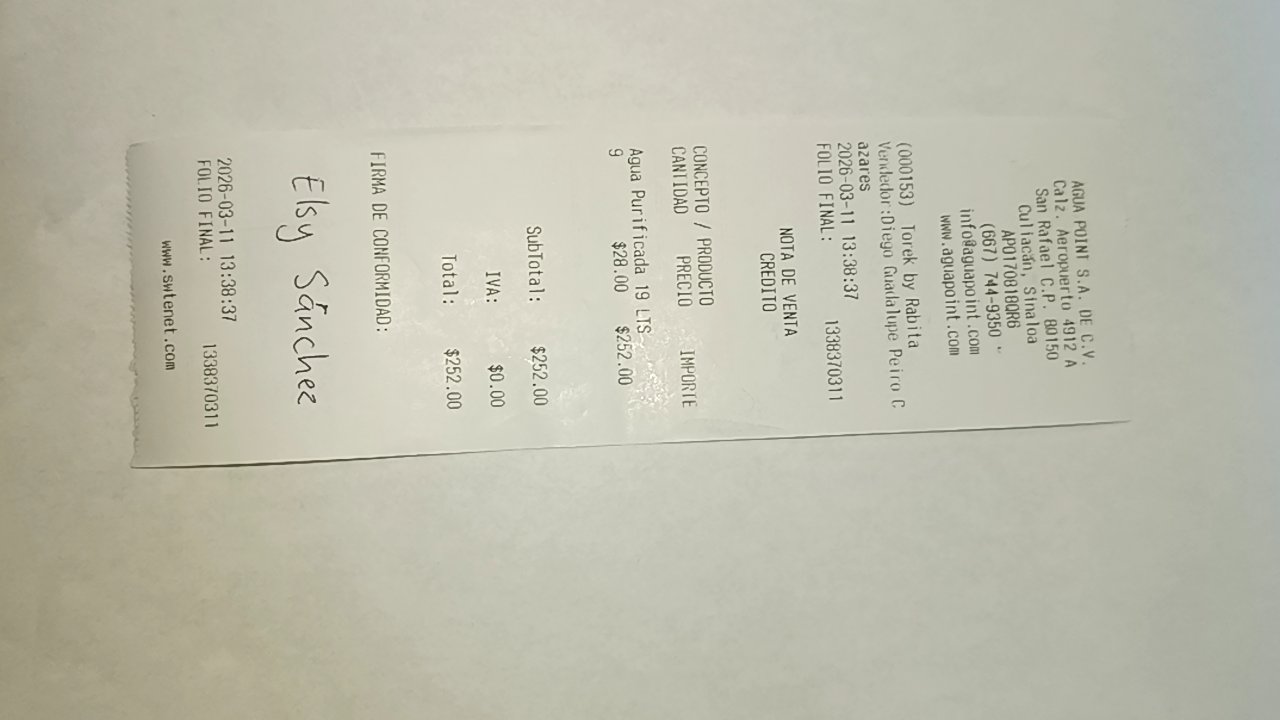 AGUA POINT S.A. DE C.V.
Calz. Aeropuerto 4912 A
San Rafael C.P. 80150
Culiacán, Sinaloa
APO170818QR6
(667) 744-9350
info@aguapoint.com
www.aguapoint.com
(000153) Torek by Rabita
Vendedor:Diego Guadalupe Peiro C
azares
2026-03-11 13:38:37
FOLIO FINAL: 1338370311
NOTA DE VENTA
CREDITO
CONCEPTO / PRODUCTO
CANTIDAD PRECIO IMPORTE
Agua Purificada 19 LTS.
9 $28.00 $252.00
SubTotal: $252.00
IVA: $0.00
Total: $252.00
FIRMA DE CONFORMIDAD:
Elsy Sánchez
2026-03-11 13:38:37
FOLIO FINAL: 1338370311
www.swtenet.com